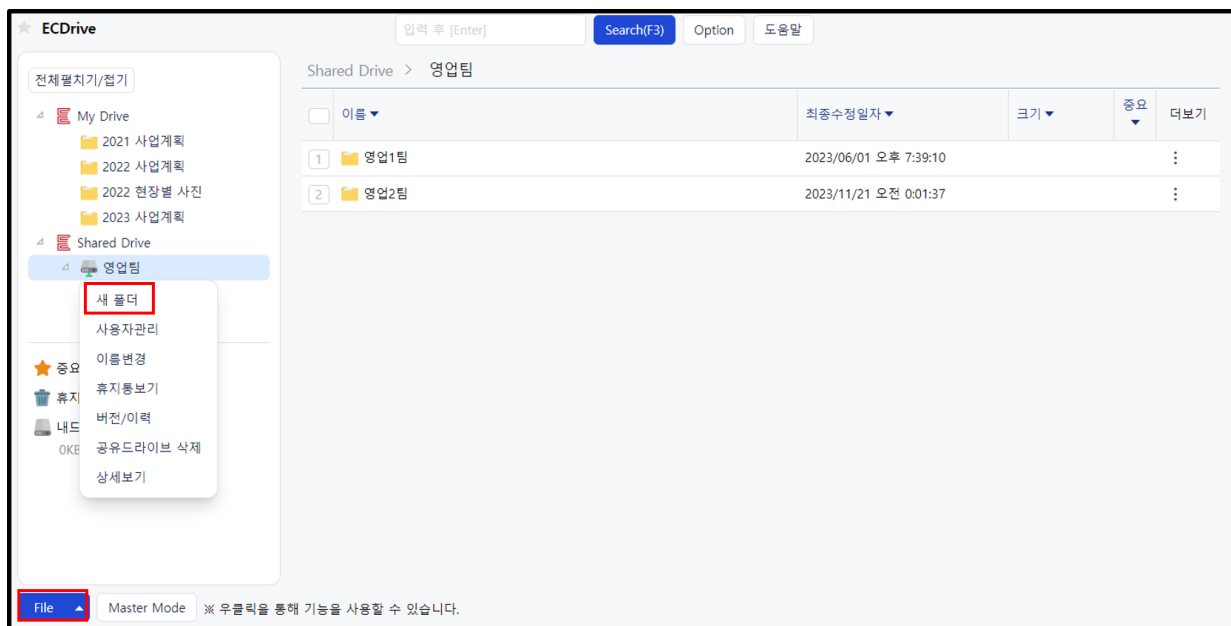 ECDrive
입력 후 [Enter]
Search(F3)
Option
도움말
전체펼치기/접기
My Drive
2021 사업계획
2022 사업계획
2022 현장별 사진
2023 사업계획
Shared Drive
영업팀
새 폴더
사용자관리
이름변경
휴지통보기
버전/이력
공유드라이브 삭제
상세보기
중요
휴지
내드
0KB
Shared Drive > 영업팀
이름▼ 최종수정일자▼ 크기▼ 중요▼ 더보기
1 영업1팀 2023/06/01 오후 7:39:10
2 영업2팀 2023/11/21 오전 0:01:37
File
Master Mode
※ 우클릭을 통해 기능을 사용할 수 있습니다.